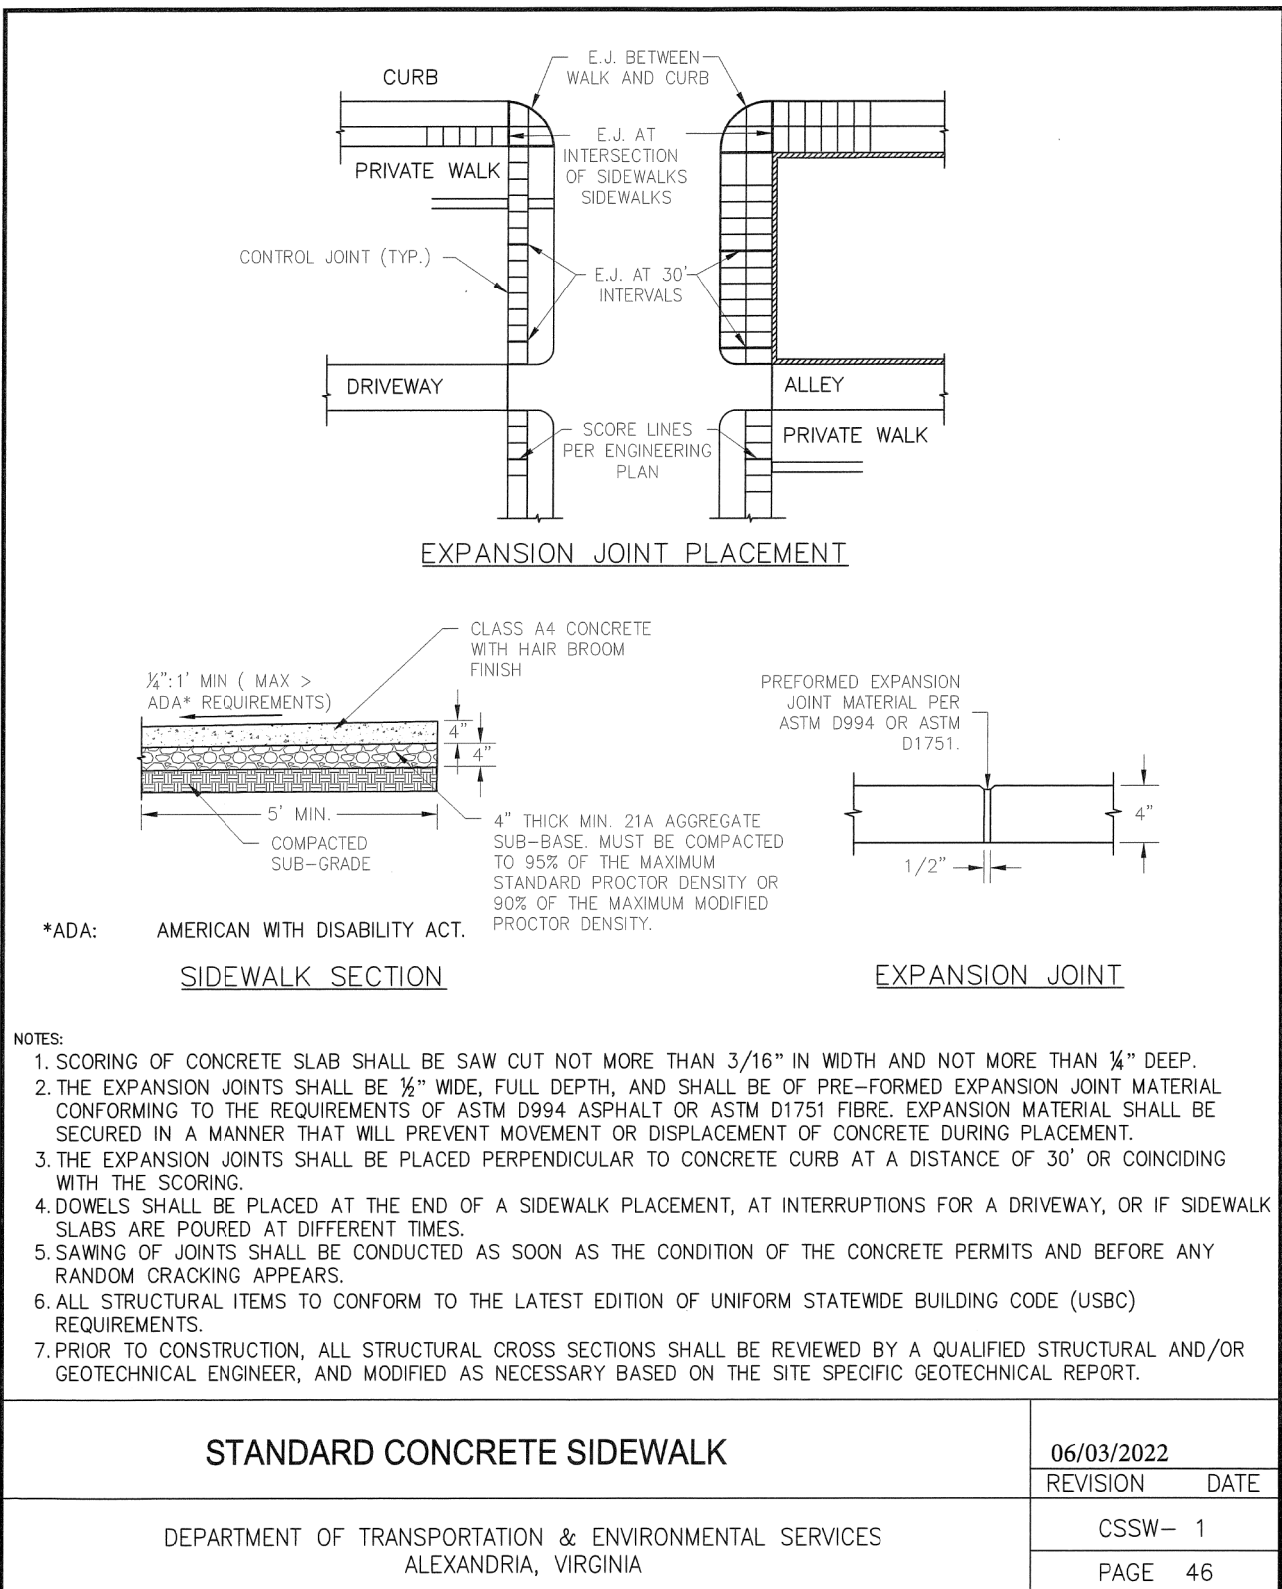 E.J. BETWEEN
WALK AND CURB
CURB
E.J. AT
INTERSECTION
OF SIDEWALKS
SIDEWALKS
PRIVATE WALK
CONTROL JOINT (TYP.)
E.J. AT 30'
INTERVALS
DRIVEWAY
ALLEY
SCORE LINES
PER ENGINEERING
PLAN
PRIVATE WALK
EXPANSION JOINT PLACEMENT
CLASS A4 CONCRETE
WITH HAIR BROOM
FINISH
¼":1' MIN ( MAX >
ADA* REQUIREMENTS)
4"
4"
5' MIN.
COMPACTED
SUB-GRADE
4" THICK MIN. 21A AGGREGATE
SUB-BASE. MUST BE COMPACTED
TO 95% OF THE MAXIMUM
STANDARD PROCTOR DENSITY OR
90% OF THE MAXIMUM MODIFIED
PROCTOR DENSITY.
*ADA: AMERICAN WITH DISABILITY ACT.
SIDEWALK SECTION
PREFORMED EXPANSION
JOINT MATERIAL PER
ASTM D994 OR ASTM
D1751.
4"
1/2"
EXPANSION JOINT
NOTES:
1. SCORING OF CONCRETE SLAB SHALL BE SAW CUT NOT MORE THAN 3/16" IN WIDTH AND NOT MORE THAN ¼" DEEP.
2. THE EXPANSION JOINTS SHALL BE ½" WIDE, FULL DEPTH, AND SHALL BE OF PRE-FORMED EXPANSION JOINT MATERIAL
CONFORMING TO THE REQUIREMENTS OF ASTM D994 ASPHALT OR ASTM D1751 FIBRE. EXPANSION MATERIAL SHALL BE
SECURED IN A MANNER THAT WILL PREVENT MOVEMENT OR DISPLACEMENT OF CONCRETE DURING PLACEMENT.
3. THE EXPANSION JOINTS SHALL BE PLACED PERPENDICULAR TO CONCRETE CURB AT A DISTANCE OF 30' OR COINCIDING
WITH THE SCORING.
4. DOWELS SHALL BE PLACED AT THE END OF A SIDEWALK PLACEMENT, AT INTERRUPTIONS FOR A DRIVEWAY, OR IF SIDEWALK
SLABS ARE POURED AT DIFFERENT TIMES.
5. SAWING OF JOINTS SHALL BE CONDUCTED AS SOON AS THE CONDITION OF THE CONCRETE PERMITS AND BEFORE ANY
RANDOM CRACKING APPEARS.
6. ALL STRUCTURAL ITEMS TO CONFORM TO THE LATEST EDITION OF UNIFORM STATEWIDE BUILDING CODE (USBC)
REQUIREMENTS.
7. PRIOR TO CONSTRUCTION, ALL STRUCTURAL CROSS SECTIONS SHALL BE REVIEWED BY A QUALIFIED STRUCTURAL AND/OR
GEOTECHNICAL ENGINEER, AND MODIFIED AS NECESSARY BASED ON THE SITE SPECIFIC GEOTECHNICAL REPORT.
STANDARD CONCRETE SIDEWALK
06/03/2022
REVISION DATE
DEPARTMENT OF TRANSPORTATION & ENVIRONMENTAL SERVICES
ALEXANDRIA, VIRGINIA
CSSW- 1
PAGE 46